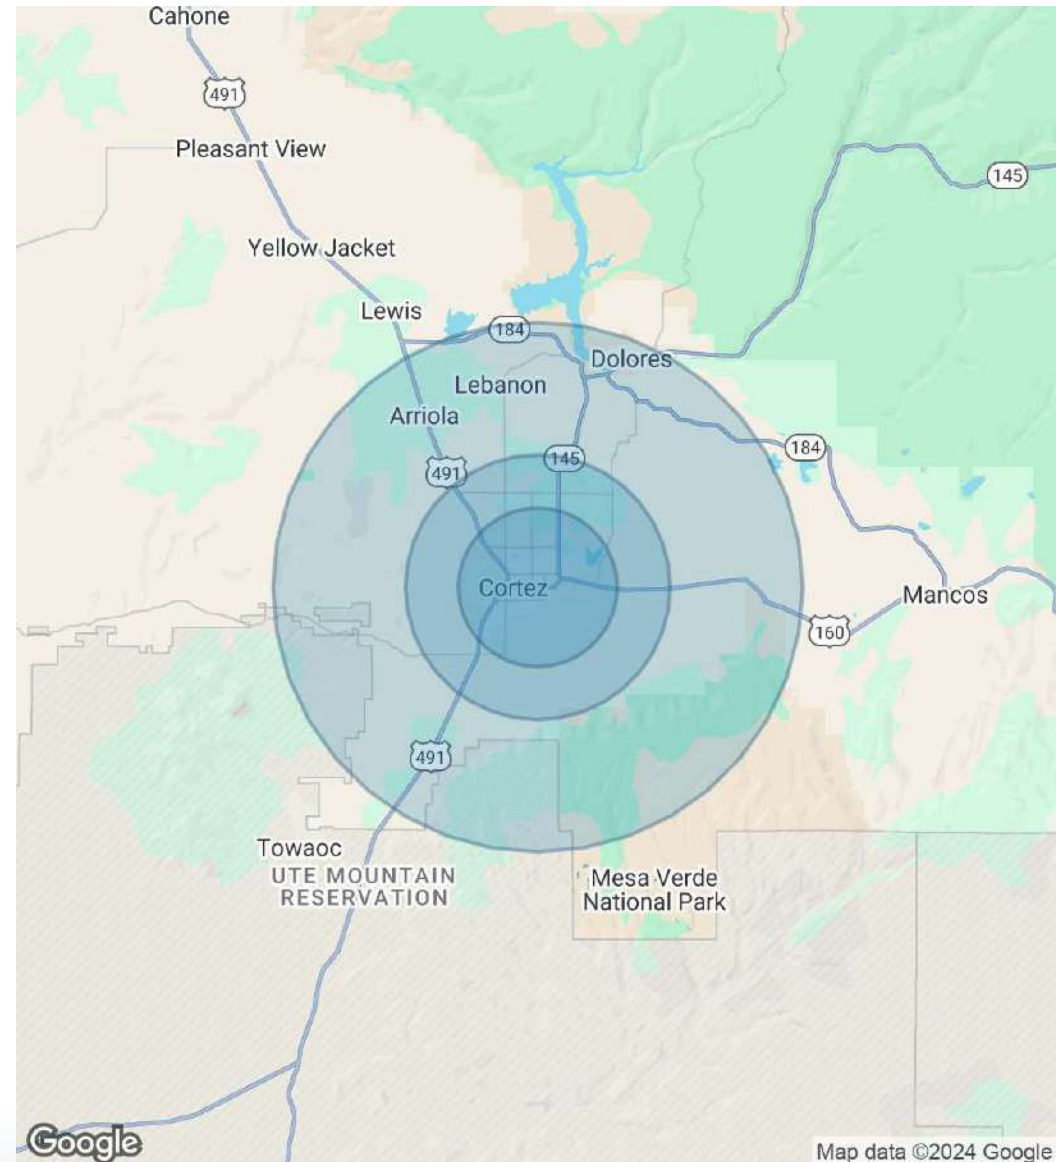 Cahone
491
Pleasant View
145
Yellow Jacket
Lewis
184
Dolores
Lebanon
Arriola
184
145
491
Cortez
Mancos
160
491
Towaoc
UTE MOUNTAIN
RESERVATION
Mesa Verde
National Park
Google
Map data ©2024 Google